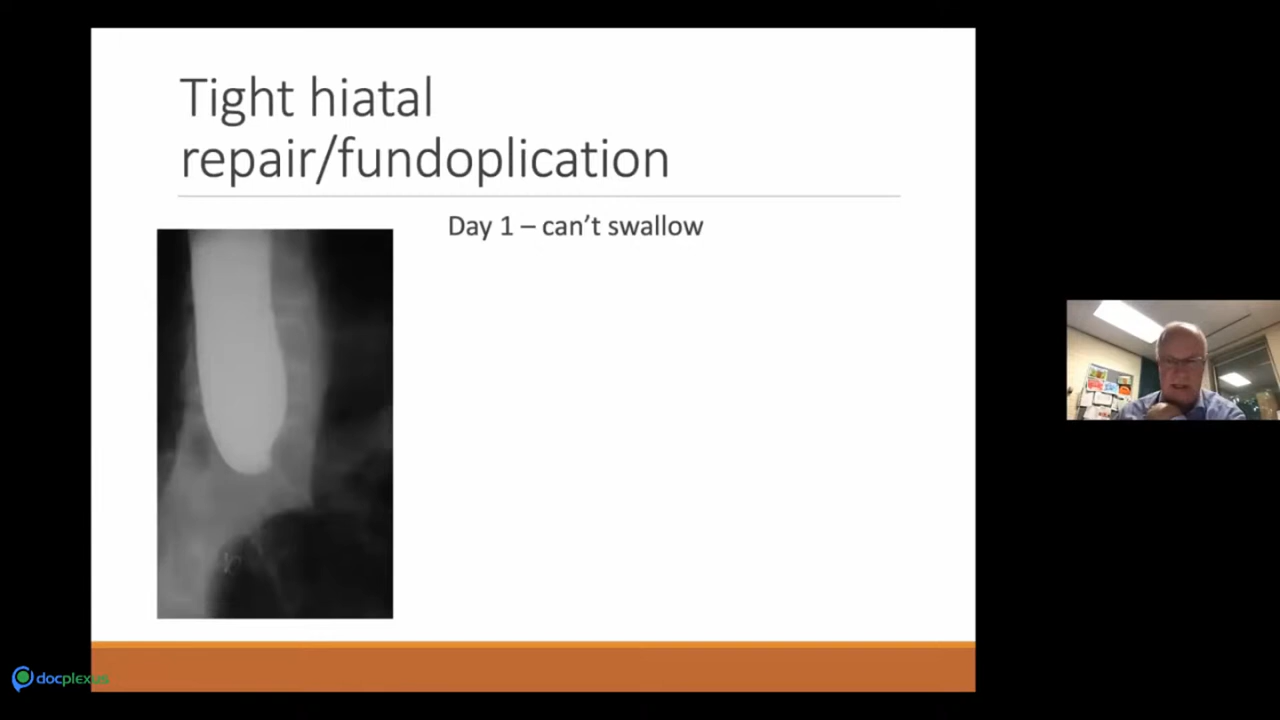 Tight hiatal
repair/fundoplication
Day 1 – can’t swallow
docplexus